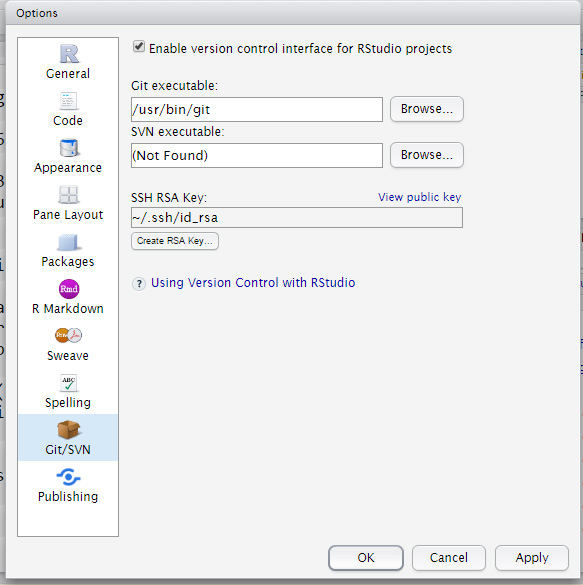 Options
General
Code
Appearance
Pane Layout
Packages
Rmd
R Markdown
Sweave
ABC
Spelling
Git/SVN
Publishing
Enable version control interface for RStudio projects
Git executable:
/usr/bin/git
Browse...
SVN executable:
(Not Found)
Browse...
SSH RSA Key:
View public key
~/.ssh/id_rsa
Create RSA Key...
? Using Version Control with RStudio
OK
Cancel
Apply